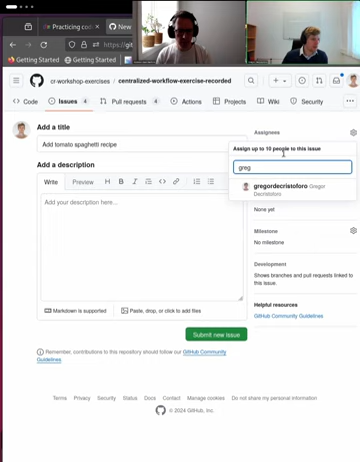 Practicing cod
New
https://git
Getting Started
Getting Started
cr-workshop-exercises / centralized-workflow-exercise-recorded
Code
Issues 4
Pull requests 4
Actions
Projects
Wiki
Security
Add a title
Add tomato spaghetti recipe
Add a description
Write
Preview
H B I
Add your description here...
Markdown is supported
Paste, drop, or click to add files
Submit new issue
Remember, contributions to this repository should follow our GitHub Community Guidelines
Assignees
Assign up to 10 people to this issue
greg
gregordecristoforo Gregor
Decristoforo
None yet
Milestone
No milestone
Development
Shows branches and pull requests linked to
this issue.
Helpful resources
GitHub Community Guidelines
Terms
Privacy
Security
Status
Docs
Contact
Manage cookies
Do not share my personal information
© 2024 GitHub, Inc.